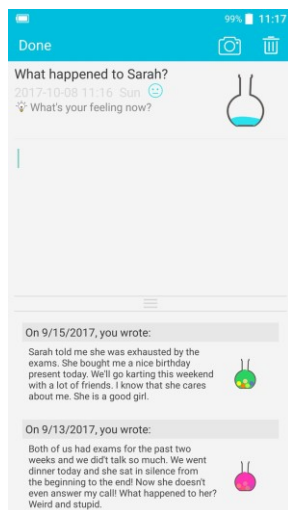 99% 11:17
Done
What happened to Sarah?
2017-10-08 11:16 Sun
What's your feeling now?
On 9/15/2017, you wrote:
Sarah told me she was exhausted by the
exams. She bought me a nice birthday
present today. We'll go karting this weekend
with a lot of friends. I know that she cares
about me. She is a good girl.
On 9/13/2017, you wrote:
Both of us had exams for the past two
weeks and we did't talk so much. We went
dinner today and she sat in silence from
the beginning to the end! Now she doesn't
even answer my call! What happened to her?
Weird and stupid.